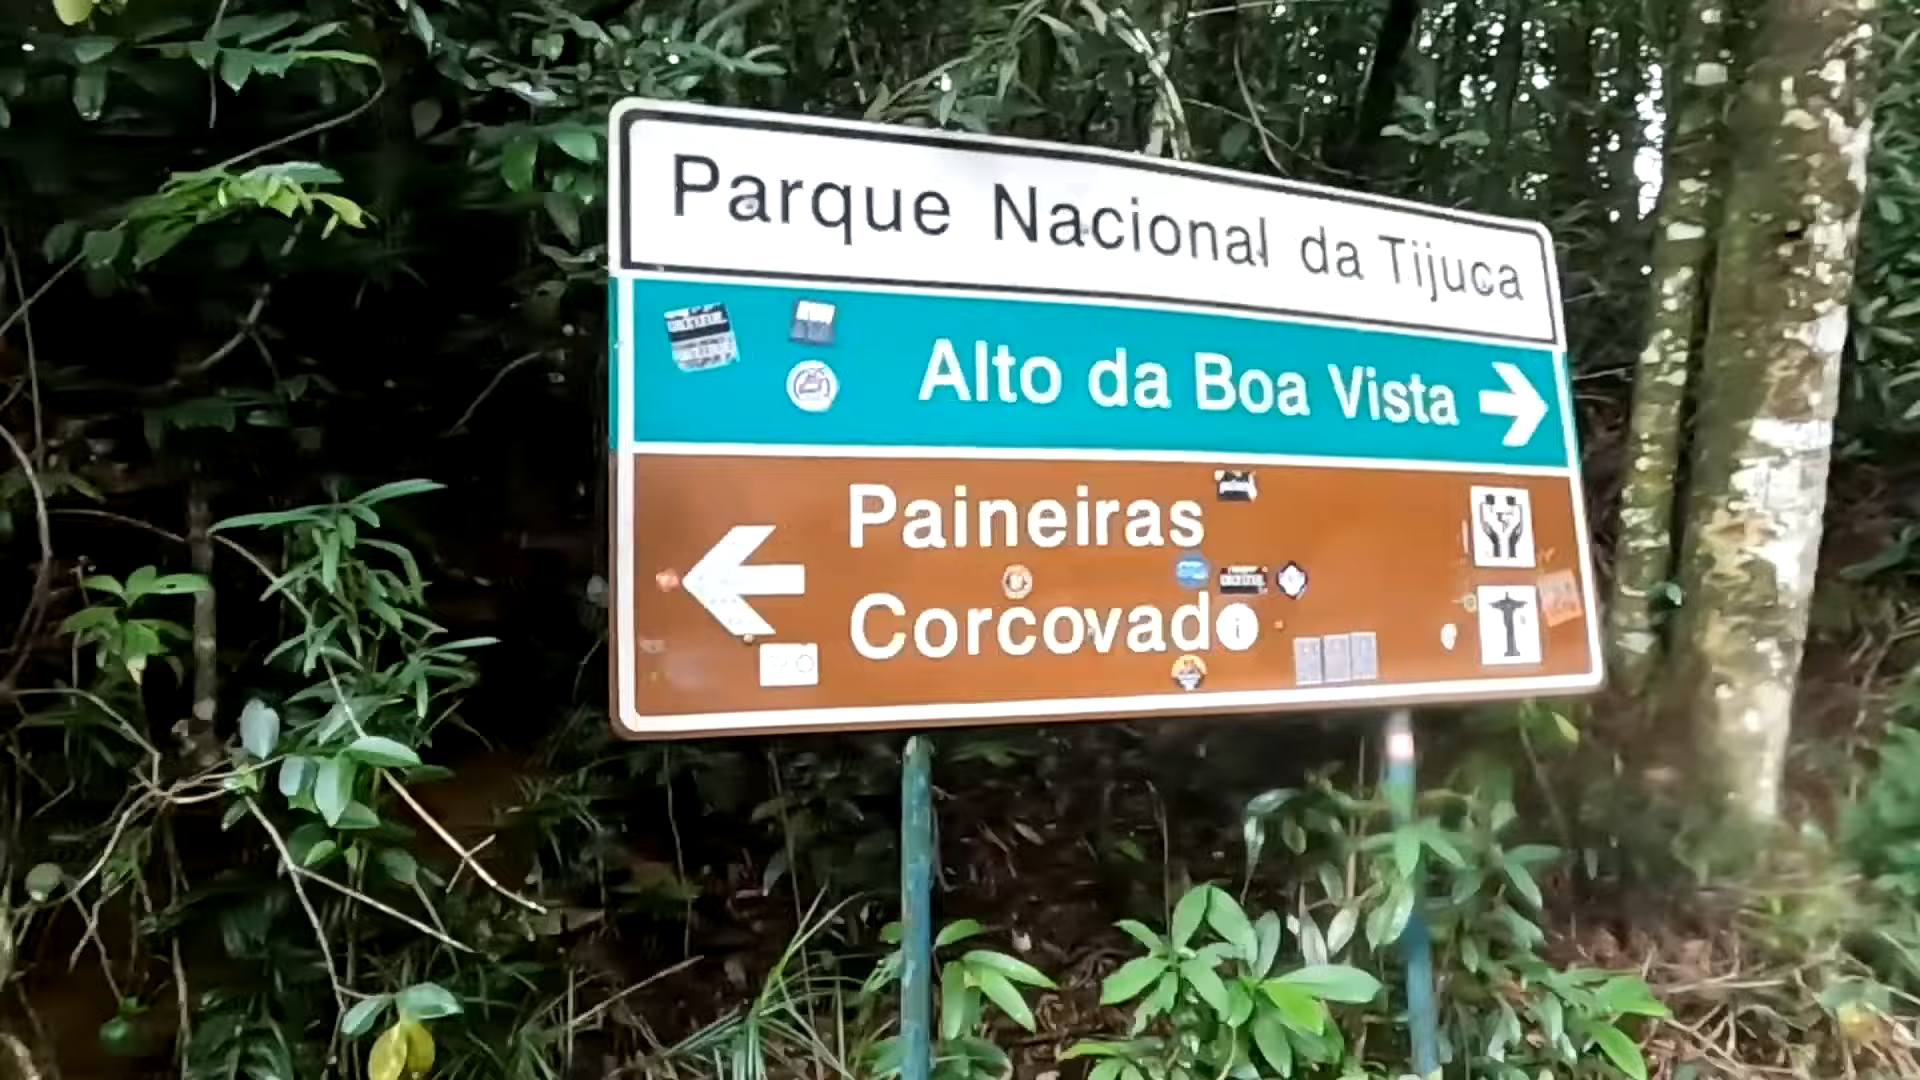 Parque Nacional da Tijuca
Alto da Boa Vista
Paineiras
Corcovado